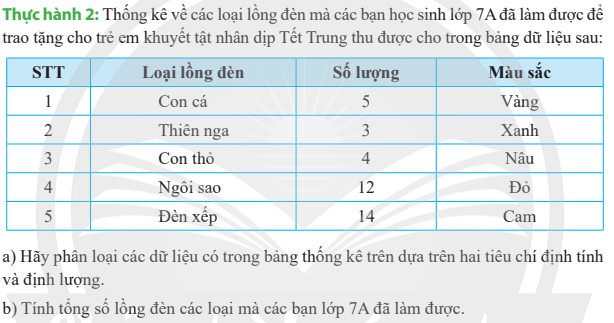 Thực hành 2: Thống kê về các loại lồng đèn mà các bạn học sinh lớp 7A đã làm được để
trao tặng cho trẻ em khuyết tật nhân dịp Tết Trung thu được cho trong bảng dữ liệu sau:
STT Loại lồng đèn Số lượng Màu sắc
1 Con cá 5 Vàng
2 Thiên nga 3 Xanh
3 Con thỏ 4 Nâu
4 Ngôi sao 12 Đỏ
5 Đèn xếp 14 Cam
a) Hãy phân loại các dữ liệu có trong bảng thống kê trên dựa trên hai tiêu chí định tính
và định lượng.
b) Tính tổng số lồng đèn các loại mà các bạn lớp 7A đã làm được.